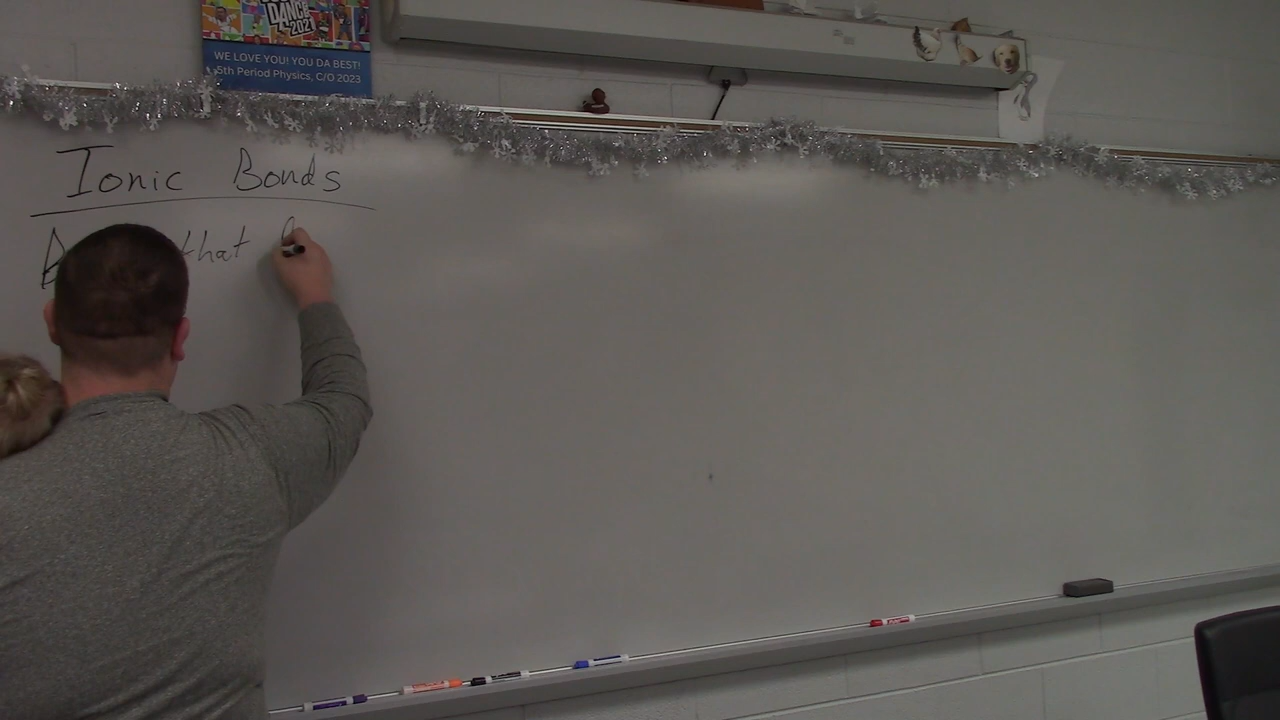 DANCE
2021
WE LOVE YOU! YOU DA BEST!
5th Period Physics, C/O 2023
Ionic Bonds
that